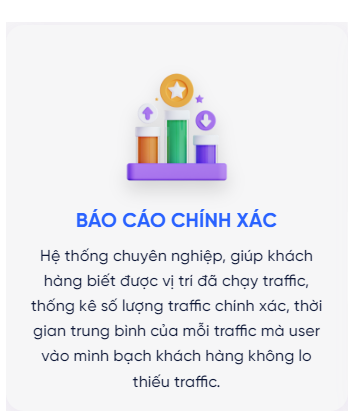 BÁO CÁO CHÍNH XÁC
Hệ thống chuyên nghiệp, giúp khách
hàng biết được vị trí đã chạy traffic,
thống kê số lượng traffic chính xác, thời
gian trung bình của mỗi traffic mà user
vào minh bạch khách hàng không lo
thiếu traffic.